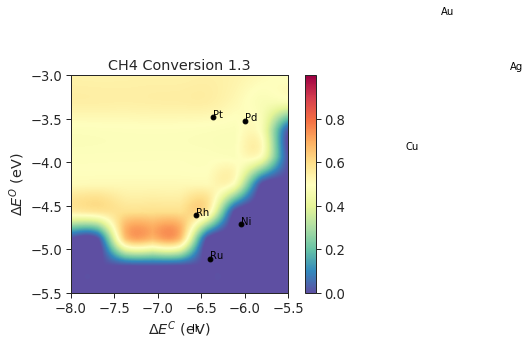 Au
CH4 Conversion 1.3
Ag
−3.0
−3.5
−4.0
−4.5
−5.0
−5.5
ΔE^O (eV)
Pt
Pd
Cu
Rh
Ni
Ru
0.8
0.6
0.4
0.2
0.0
−8.0 −7.5 −7.0 −6.5 −6.0 −5.5
ΔE^C (eV)